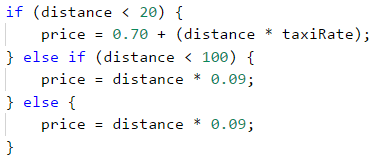 if (distance < 20) {
    price = 0.70 + (distance * taxiRate);
} else if (distance < 100) {
    price = distance * 0.09;
} else {
    price = distance * 0.09;
}